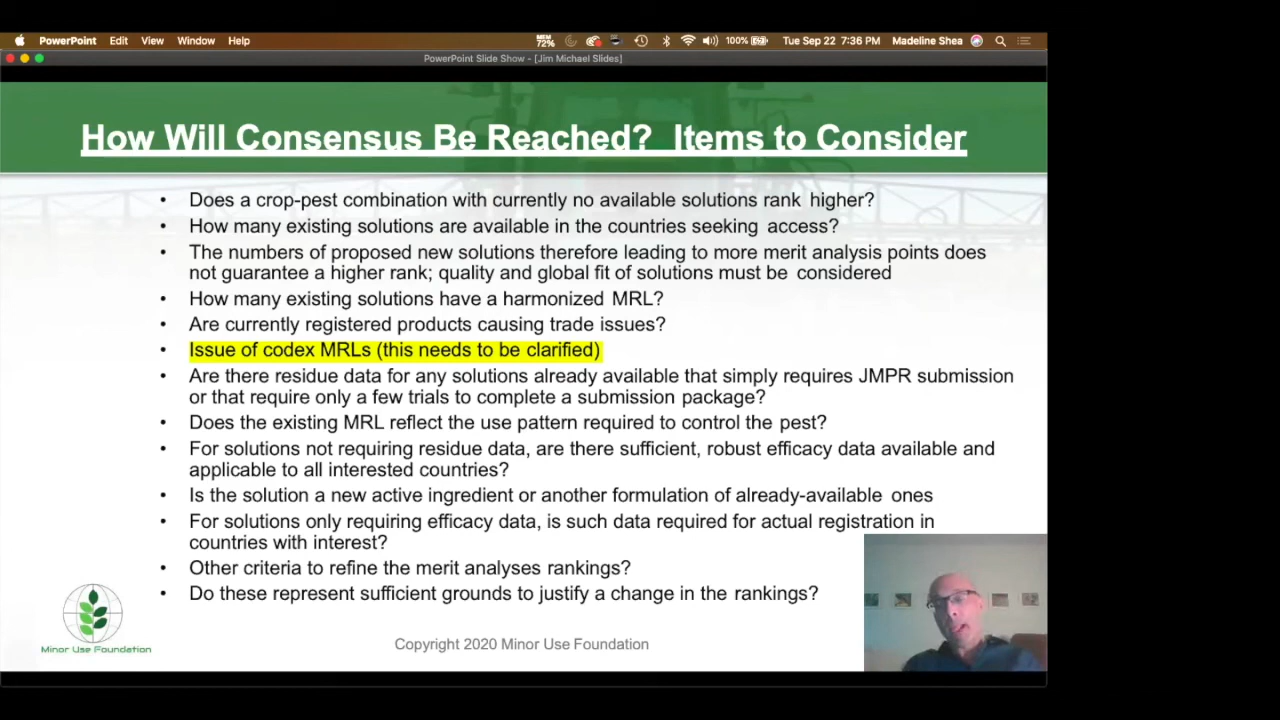 PowerPoint Edit View Window Help MEM 72% 100% Tue Sep 22 7:36 PM Madeline Shea
PowerPoint Slide Show - [Jim Michael Slides]
How Will Consensus Be Reached? Items to Consider
• Does a crop-pest combination with currently no available solutions rank higher?
• How many existing solutions are available in the countries seeking access?
• The numbers of proposed new solutions therefore leading to more merit analysis points does
not guarantee a higher rank; quality and global fit of solutions must be considered
• How many existing solutions have a harmonized MRL?
• Are currently registered products causing trade issues?
• Issue of codex MRLs (this needs to be clarified)
• Are there residue data for any solutions already available that simply requires JMPR submission
or that require only a few trials to complete a submission package?
• Does the existing MRL reflect the use pattern required to control the pest?
• For solutions not requiring residue data, are there sufficient, robust efficacy data available and
applicable to all interested countries?
• Is the solution a new active ingredient or another formulation of already-available ones
• For solutions only requiring efficacy data, is such data required for actual registration in
countries with interest?
• Other criteria to refine the merit analyses rankings?
• Do these represent sufficient grounds to justify a change in the rankings?
Minor Use Foundation
Copyright 2020 Minor Use Foundation